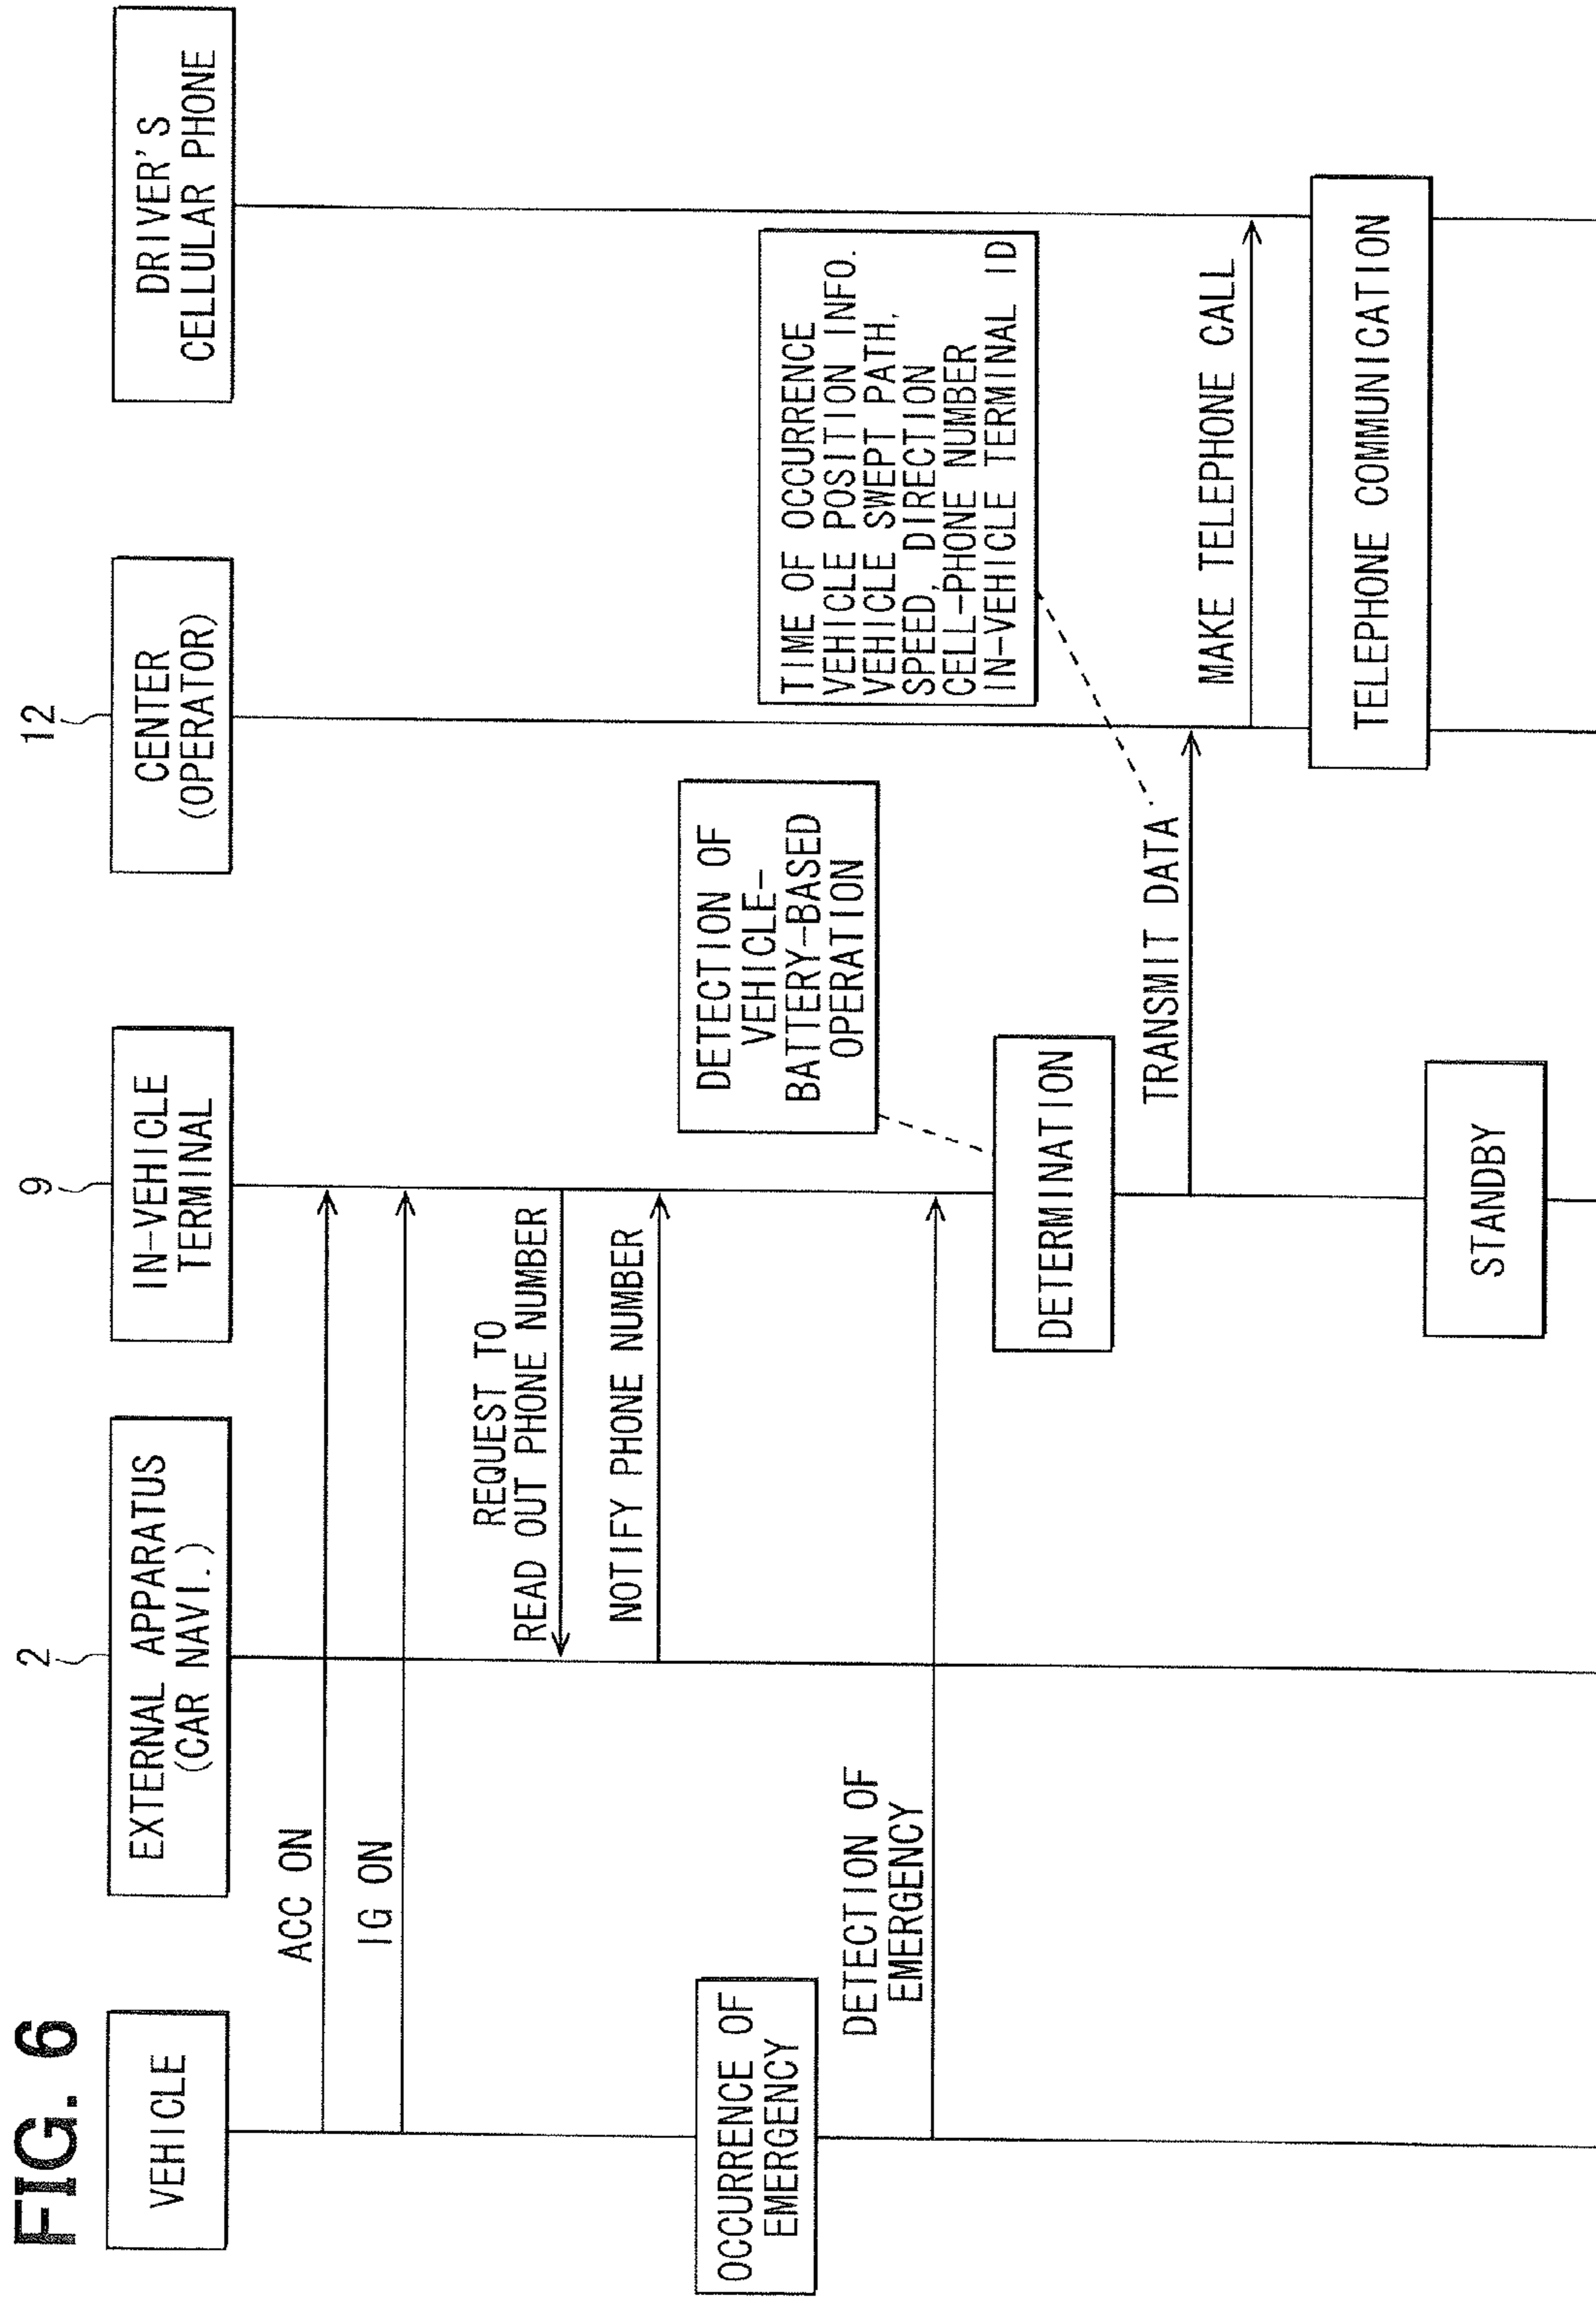 FIG. 6
2
9
12
VEHICLE
EXTERNAL APPARATUS
(CAR NAVI.)
IN-VEHICLE
TERMINAL
CENTER
(OPERATOR)
DRIVER'S
CELLULAR PHONE
ACC ON
IG ON
REQUEST TO
READ OUT PHONE NUMBER
NOTIFY PHONE NUMBER
OCCURRENCE OF
EMERGENCY
DETECTION OF
VEHICLE-
BATTERY-BASED
OPERATION
TIME OF OCCURRENCE
VEHICLE POSITION INFO.
VEHICLE SWEPT PATH,
SPEED, DIRECTION
CELL-PHONE NUMBER
IN-VEHICLE TERMINAL ID
DETECTION OF
EMERGENCY
DETERMINATION
TRANSMIT DATA
MAKE TELEPHONE CALL
TELEPHONE COMMUNICATION
STANDBY